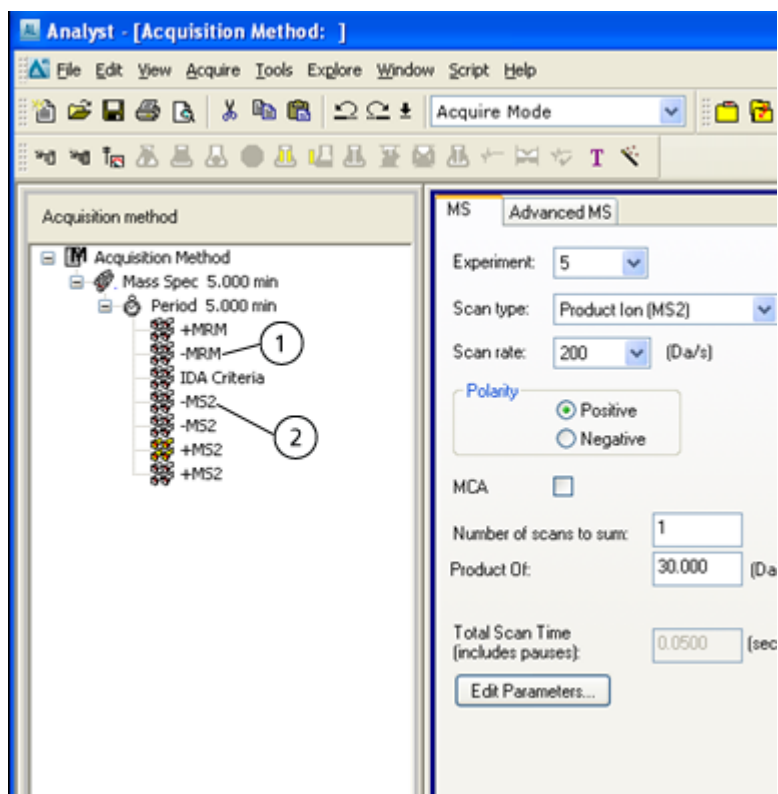 Analyst - [Acquisition Method: ]
File Edit View Acquire Tools Explore Window Script Help
Acquire Mode
Acquisition method
Acquisition Method
Mass Spec 5.000 min
Period 5.000 min
+MRM
-MRM
1
IDA Criteria
-MS2
-MS2
2
+MS2
+MS2
MS Advanced MS
Experiment: 5
Scan type: Product Ion (MS2)
Scan rate: 200 (Da/s)
Polarity
Positive
Negative
MCA
Number of scans to sum: 1
Product Of: 30.000 (Da
Total Scan Time
(includes pauses): 0.0500 (sec
Edit Parameters...